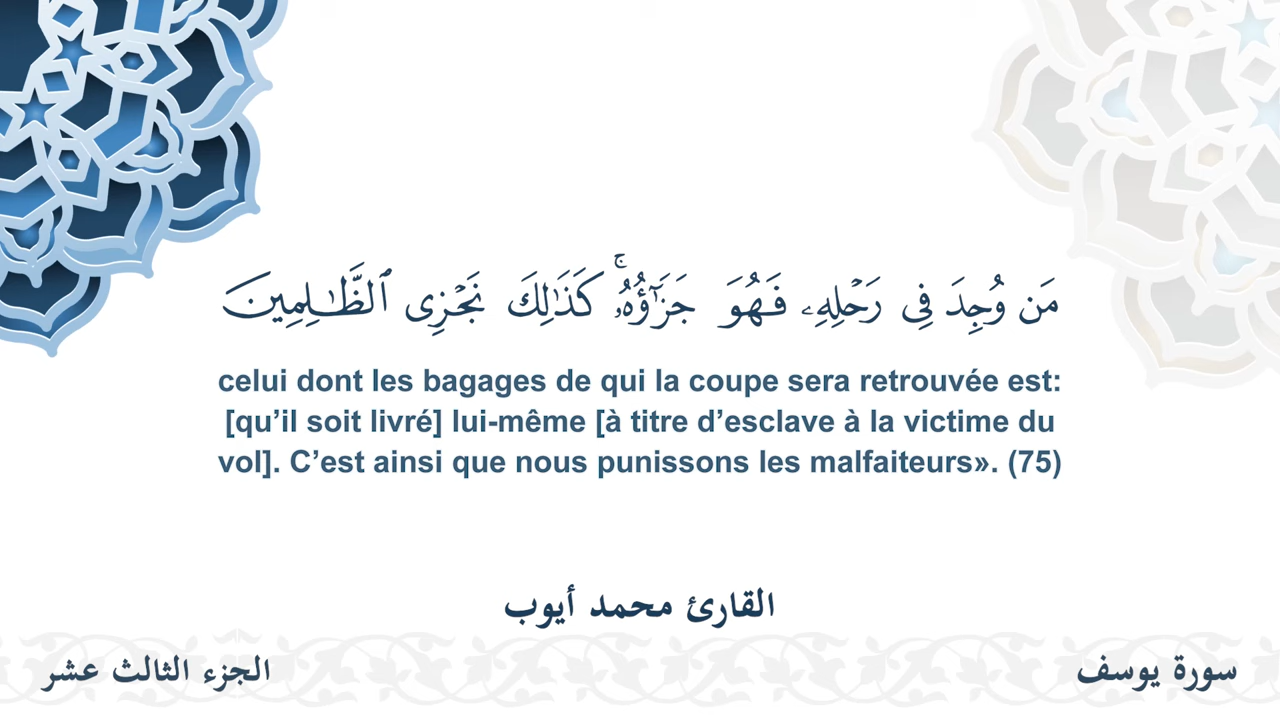 مَن وُجِدَ فِى رَحْلِهِۦ فَهُوَ جَزَٰٓؤُهُۥ ۚ كَذَٰلِكَ نَجْزِى ٱلظَّـٰلِمِينَ
celui dont les bagages de qui la coupe sera retrouvée est:
[qu’il soit livré] lui-même [à titre d’esclave à la victime du
vol]. C’est ainsi que nous punissons les malfaiteurs». (75)
القارئ محمد أيوب
سورة يوسف
الجزء الثالث عشر